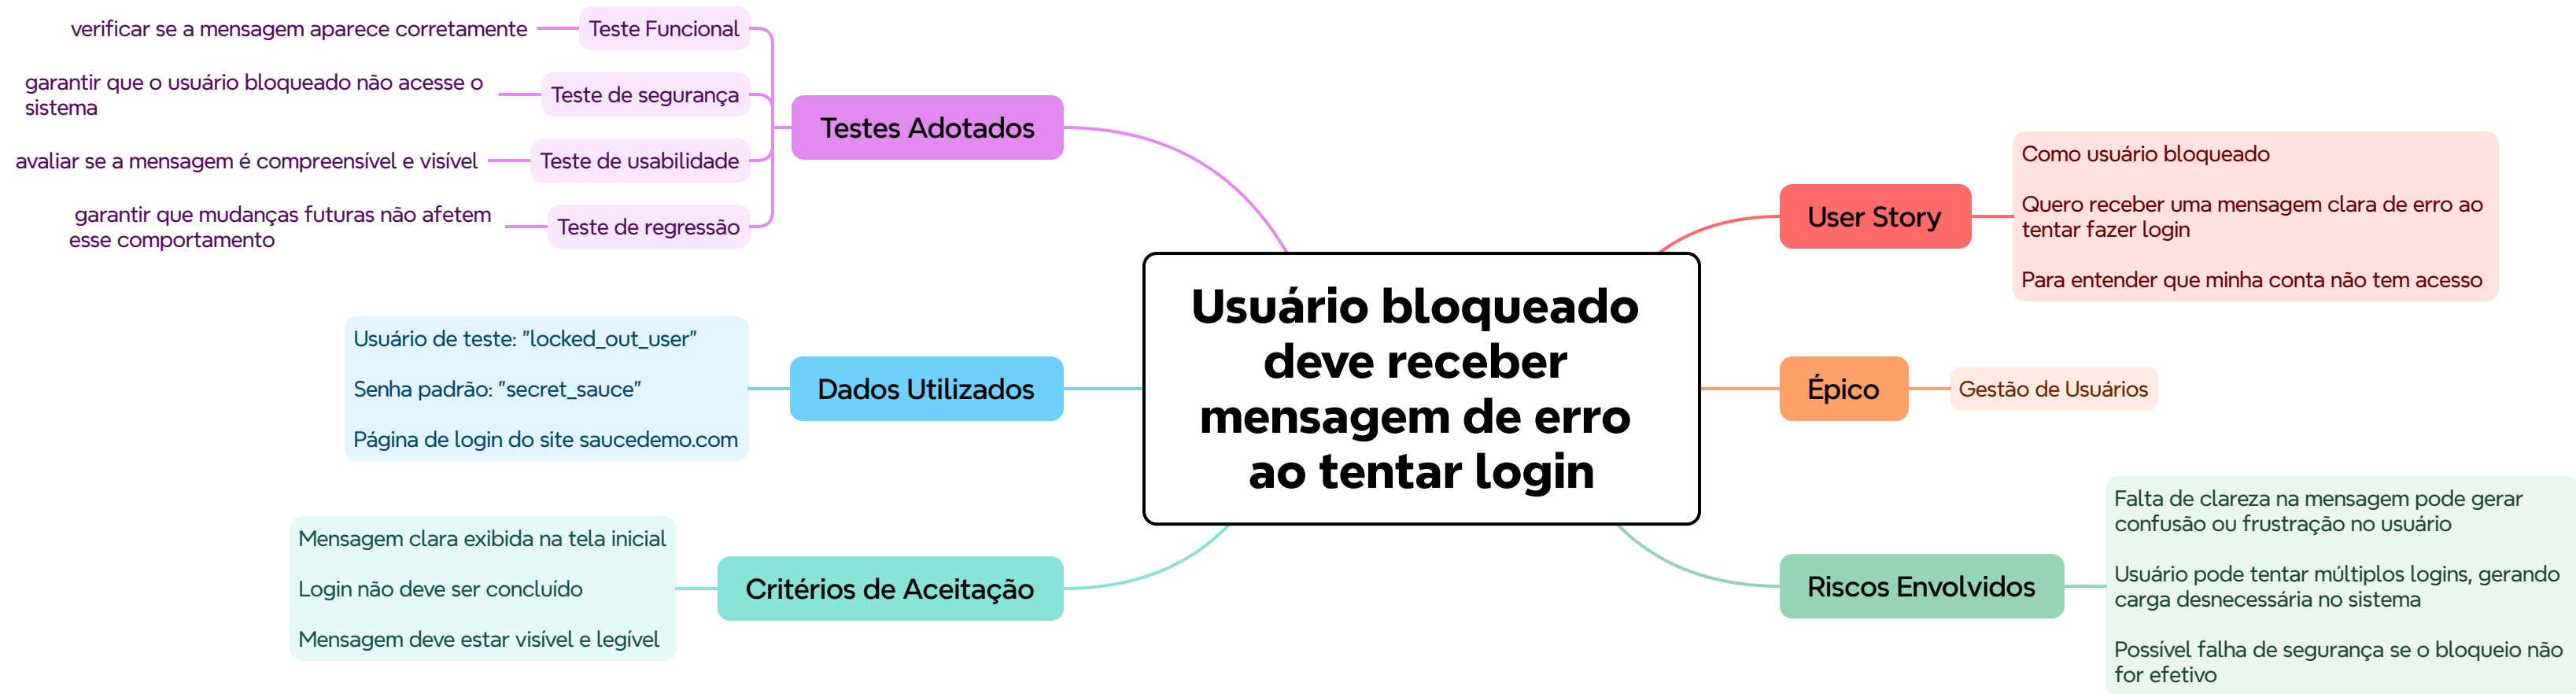 Usuário bloqueado
deve receber
mensagem de erro
ao tentar login
User Story
Como usuário bloqueado
Quero receber uma mensagem clara de erro ao
tentar fazer login
Para entender que minha conta não tem acesso
Épico
Gestão de Usuários
Riscos Envolvidos
Falta de clareza na mensagem pode gerar
confusão ou frustração no usuário
Usuário pode tentar múltiplos logins, gerando
carga desnecessária no sistema
Possível falha de segurança se o bloqueio não
for efetivo
Testes Adotados
Teste Funcional
verificar se a mensagem aparece corretamente
Teste de segurança
garantir que o usuário bloqueado não acesse o
sistema
Teste de usabilidade
avaliar se a mensagem é compreensível e visível
Teste de regressão
garantir que mudanças futuras não afetem
esse comportamento
Dados Utilizados
Usuário de teste: "locked_out_user"
Senha padrão: "secret_sauce"
Página de login do site saucedemo.com
Critérios de Aceitação
Mensagem clara exibida na tela inicial
Login não deve ser concluído
Mensagem deve estar visível e legível